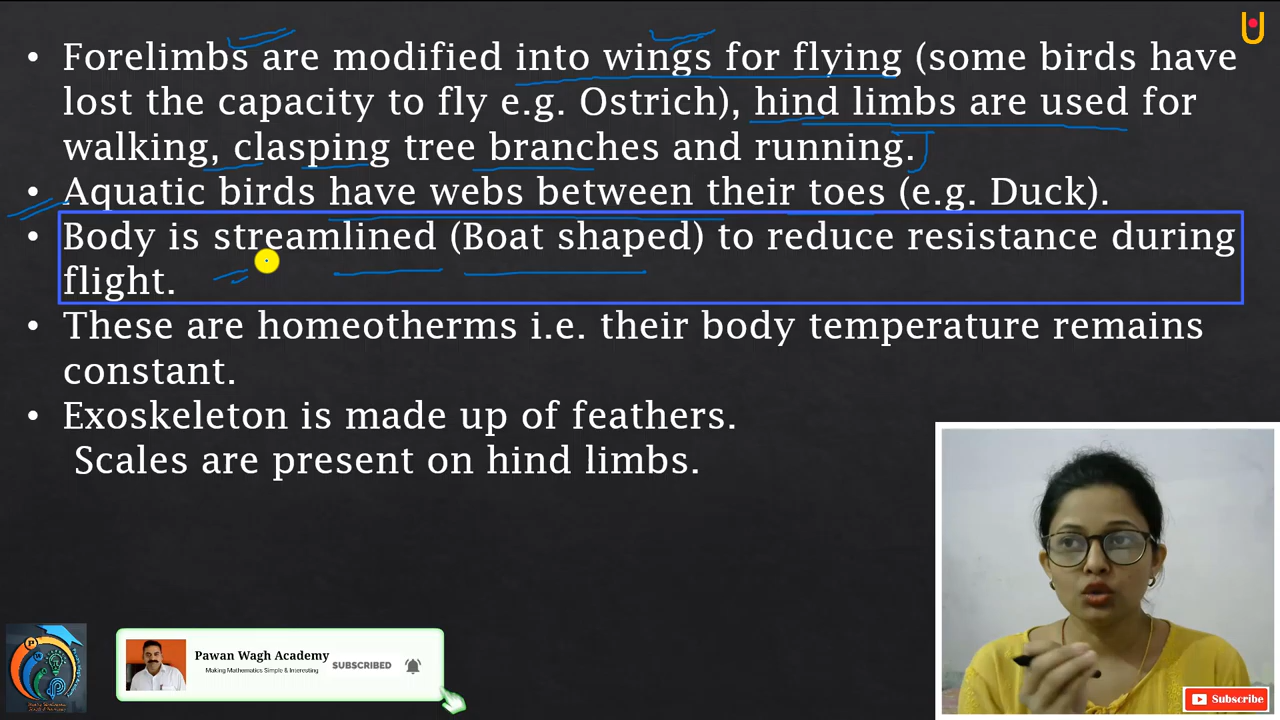 • Forelimbs are modified into wings for flying (some birds have
lost the capacity to fly e.g. Ostrich), hind limbs are used for
walking, clasping tree branches and running.
• Aquatic birds have webs between their toes (e.g. Duck).
• Body is streamlined (Boat shaped) to reduce resistance during
flight.
• These are homeotherms i.e. their body temperature remains
constant.
• Exoskeleton is made up of feathers.
Scales are present on hind limbs.
Pawan Wagh Academy
Making Mathematics Simple & Interesting
SUBSCRIBED
Subscribe